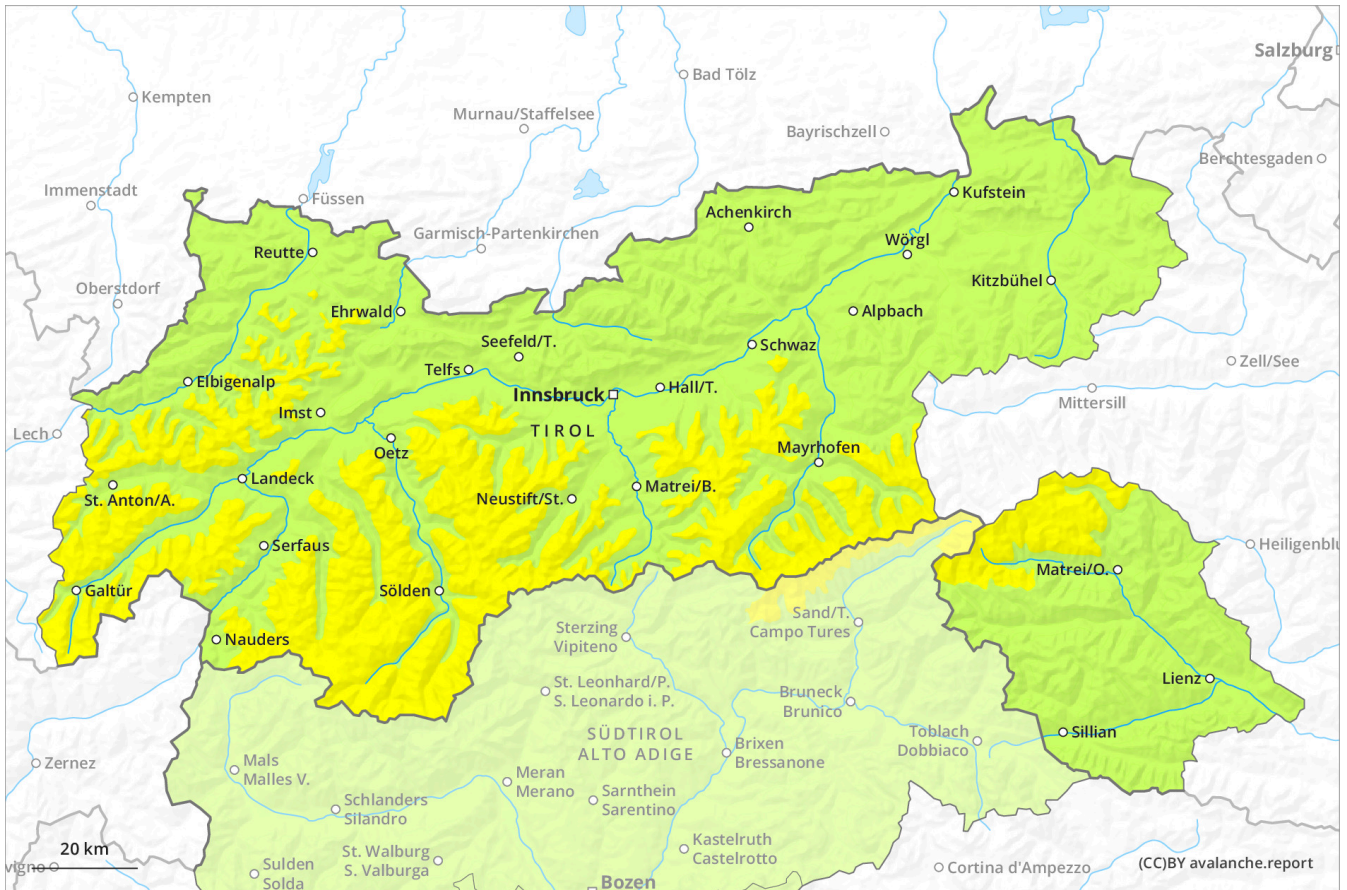 Salzburg
Bad Tölz
Kempten
Murnau/Staffelsee
Bayrischzell
Berchtesgaden
Immenstadt
Füssen
Kufstein
Achenkirch
Garmisch-Partenkirchen
Wörgl
Reutte
Oberstdorf
Kitzbühel
Ehrwald
Alpbach
Seefeld/T.
Schwaz
Zell/See
Telfs
Elbigenalp
Innsbruck
Hall/T.
Mittersill
Imst
TIROL
Lech
Oetz
Mayrhofen
Landeck
St. Anton/A.
Neustift/St.
Matrei/B.
Serfaus
Heiligenblu
Matrei/O.
Galtür
Sölden
Sand/T.
Campo Tures
Sterzing
Vipiteno
Nauders
Lienz
St. Leonhard/P.
S. Leonardo i. P.
Bruneck
Brunico
SÜDTIROL
ALTO ADIGE
Toblach
Dobbiaco
Sillian
Brixen
Bressanone
Zernez
Mals
Malles V.
Meran
Merano
Sarnthein
Sarentino
Schlanders
Silandro
Kastelruth
Castelrotto
20 km
St. Walburg
S. Valburga
vigno
Sulden
Solda
Cortina d'Ampezzo
(CC)BY avalanche.report
Bozen